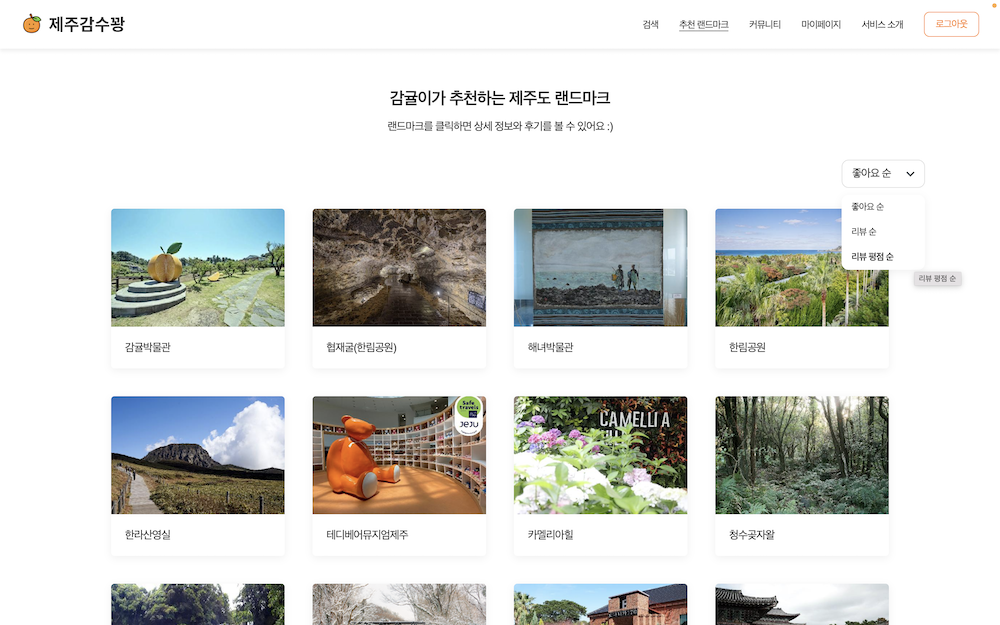 제주감수꽝
검색
추천 랜드마크
커뮤니티
마이페이지
서비스 소개
로그아웃
감귤이가 추천하는 제주도 랜드마크
랜드마크를 클릭하면 상세 정보와 후기를 볼 수 있어요 :)
좋아요 순
좋아요 순
리뷰 순
리뷰 평점 순
리뷰 평점 순
감귤박물관
협재굴(한림공원)
해녀박물관
한림공원
Safe
travels
JeJU
CAMELLIA
한라산영실
테디베어뮤지엄제주
카멜리아힐
청수곶자왈